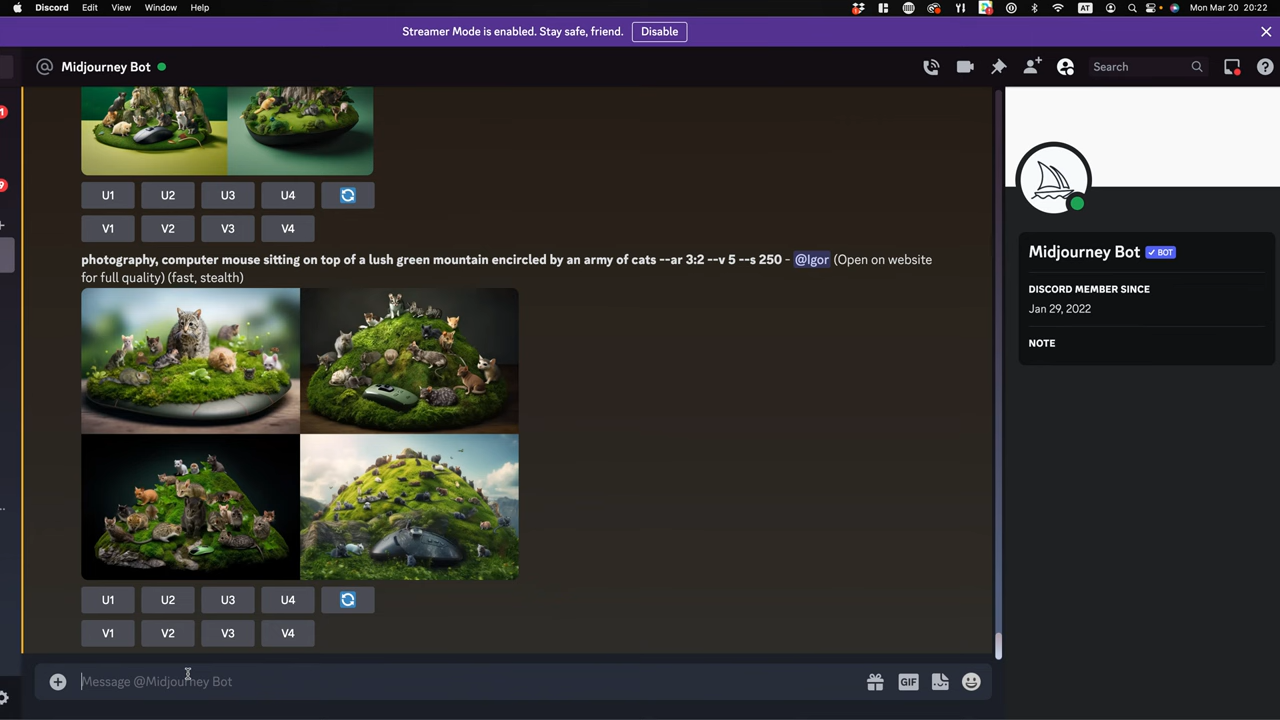 Discord Edit View Window Help
AT Mon Mar 20 20:22
Streamer Mode is enabled. Stay safe, friend. Disable
@ Midjourney Bot
Search
U1 U2 U3 U4
V1 V2 V3 V4
photography, computer mouse sitting on top of a lush green mountain encircled by an army of cats --ar 3:2 --v 5 --s 250 - @Igor (Open on website
for full quality) (fast, stealth)
U1 U2 U3 U4
V1 V2 V3 V4
Message @Midjourney Bot
GIF
Midjourney Bot ✓ BOT
DISCORD MEMBER SINCE
Jan 29, 2022
NOTE
1
9